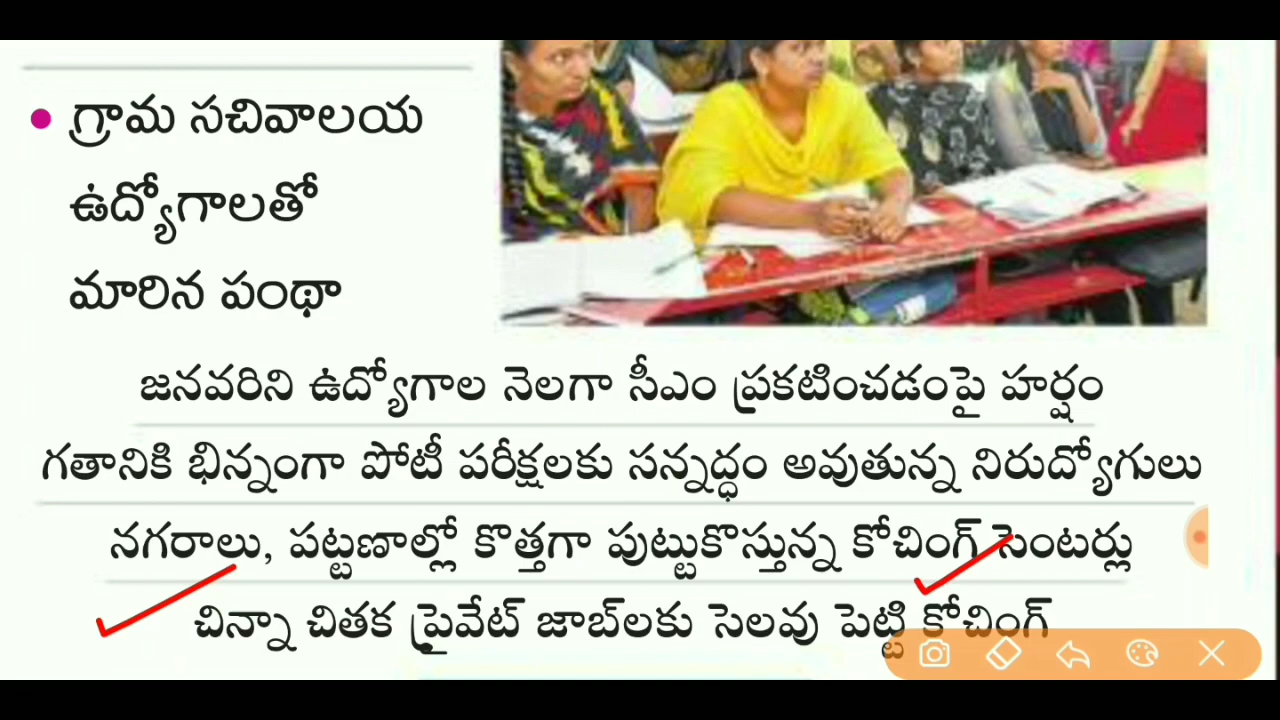 గ్రామ సచివాలయ
ఉద్యోగాలతో
మారిన పంథా
జనవరిని ఉద్యోగాల నెలగా సీఎం ప్రకటించడంపై హర్షం
గతానికి భిన్నంగా పోటీ పరీక్షలకు సన్నద్ధం అవుతున్న నిరుద్యోగులు
నగరాలు, పట్టణాల్లో కొత్తగా పుట్టుకొస్తున్న కోచింగ్ సెంటర్లు
చిన్నా చితక ప్రైవేట్ జాబ్‌లకు సెలవు పెట్టి కోచింగ్